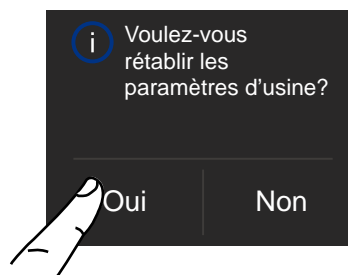 i
Voulez-vous
rétablir les
paramètres d'usine?
Oui
Non